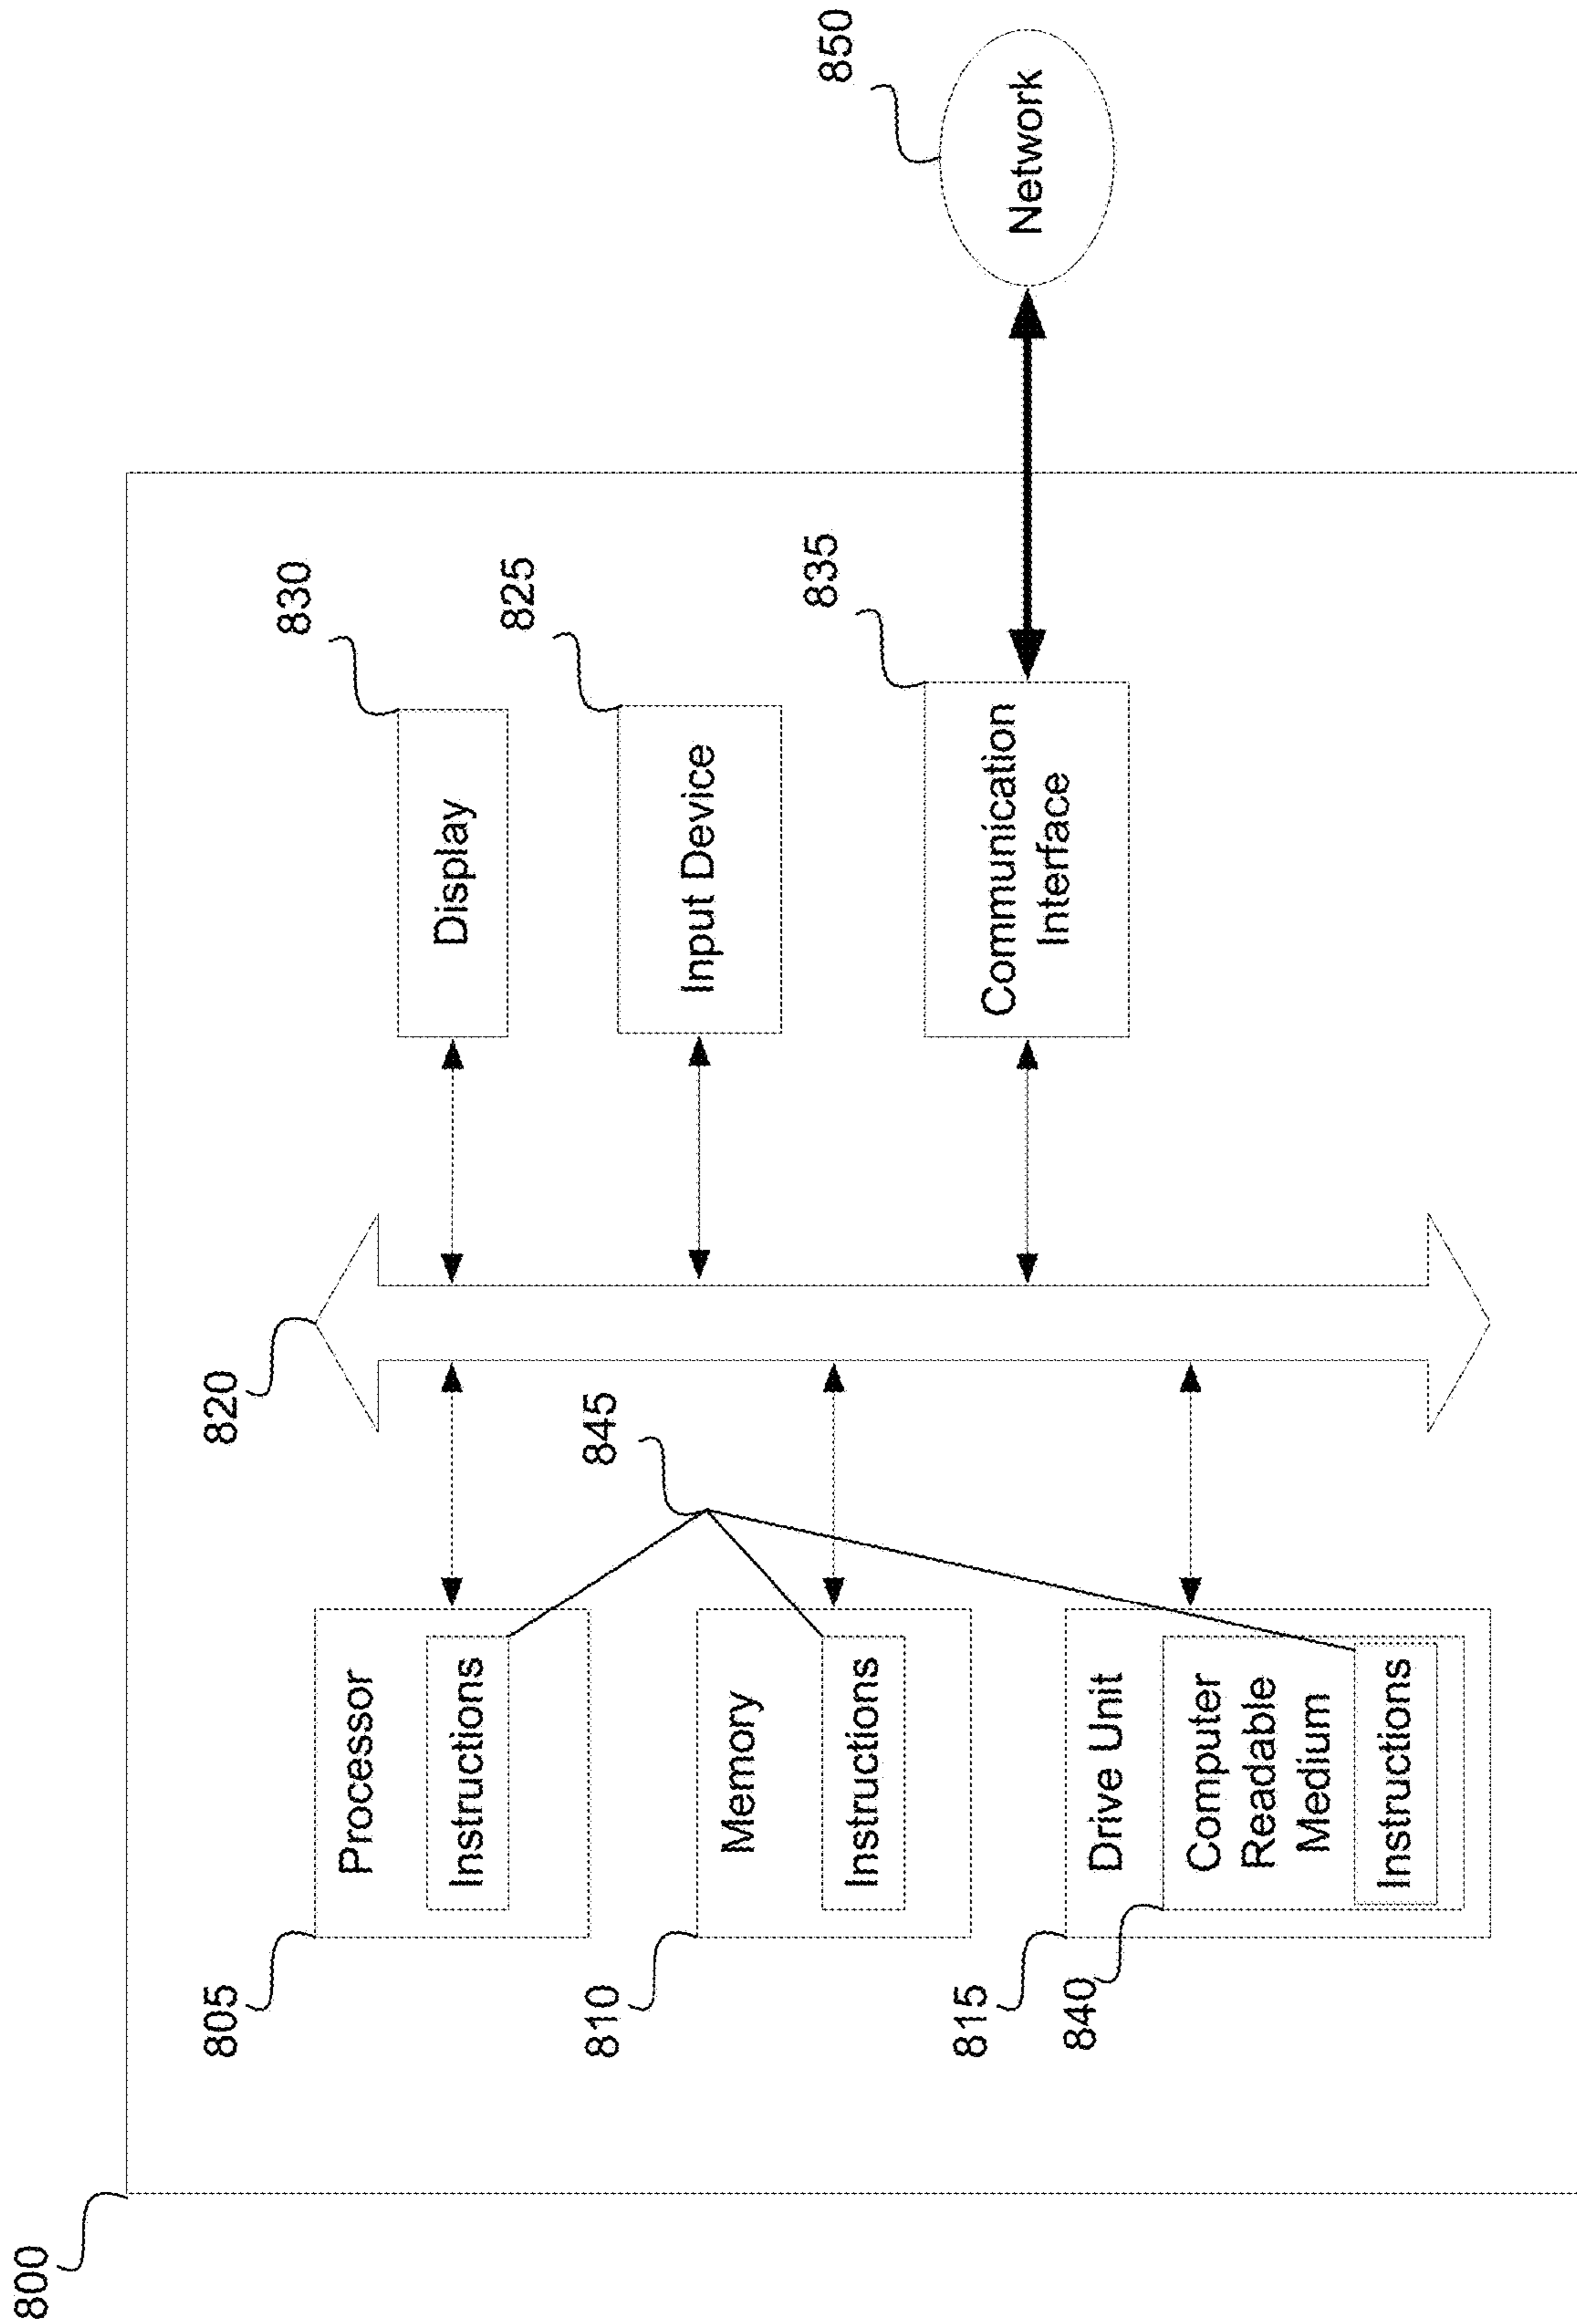 800
805
Processor
Instructions
820
830
Display
845
825
Input Device
810
Memory
Instructions
835
Communication
Interface
850
Network
815
Drive Unit
840
Computer
Readable
Medium
Instructions